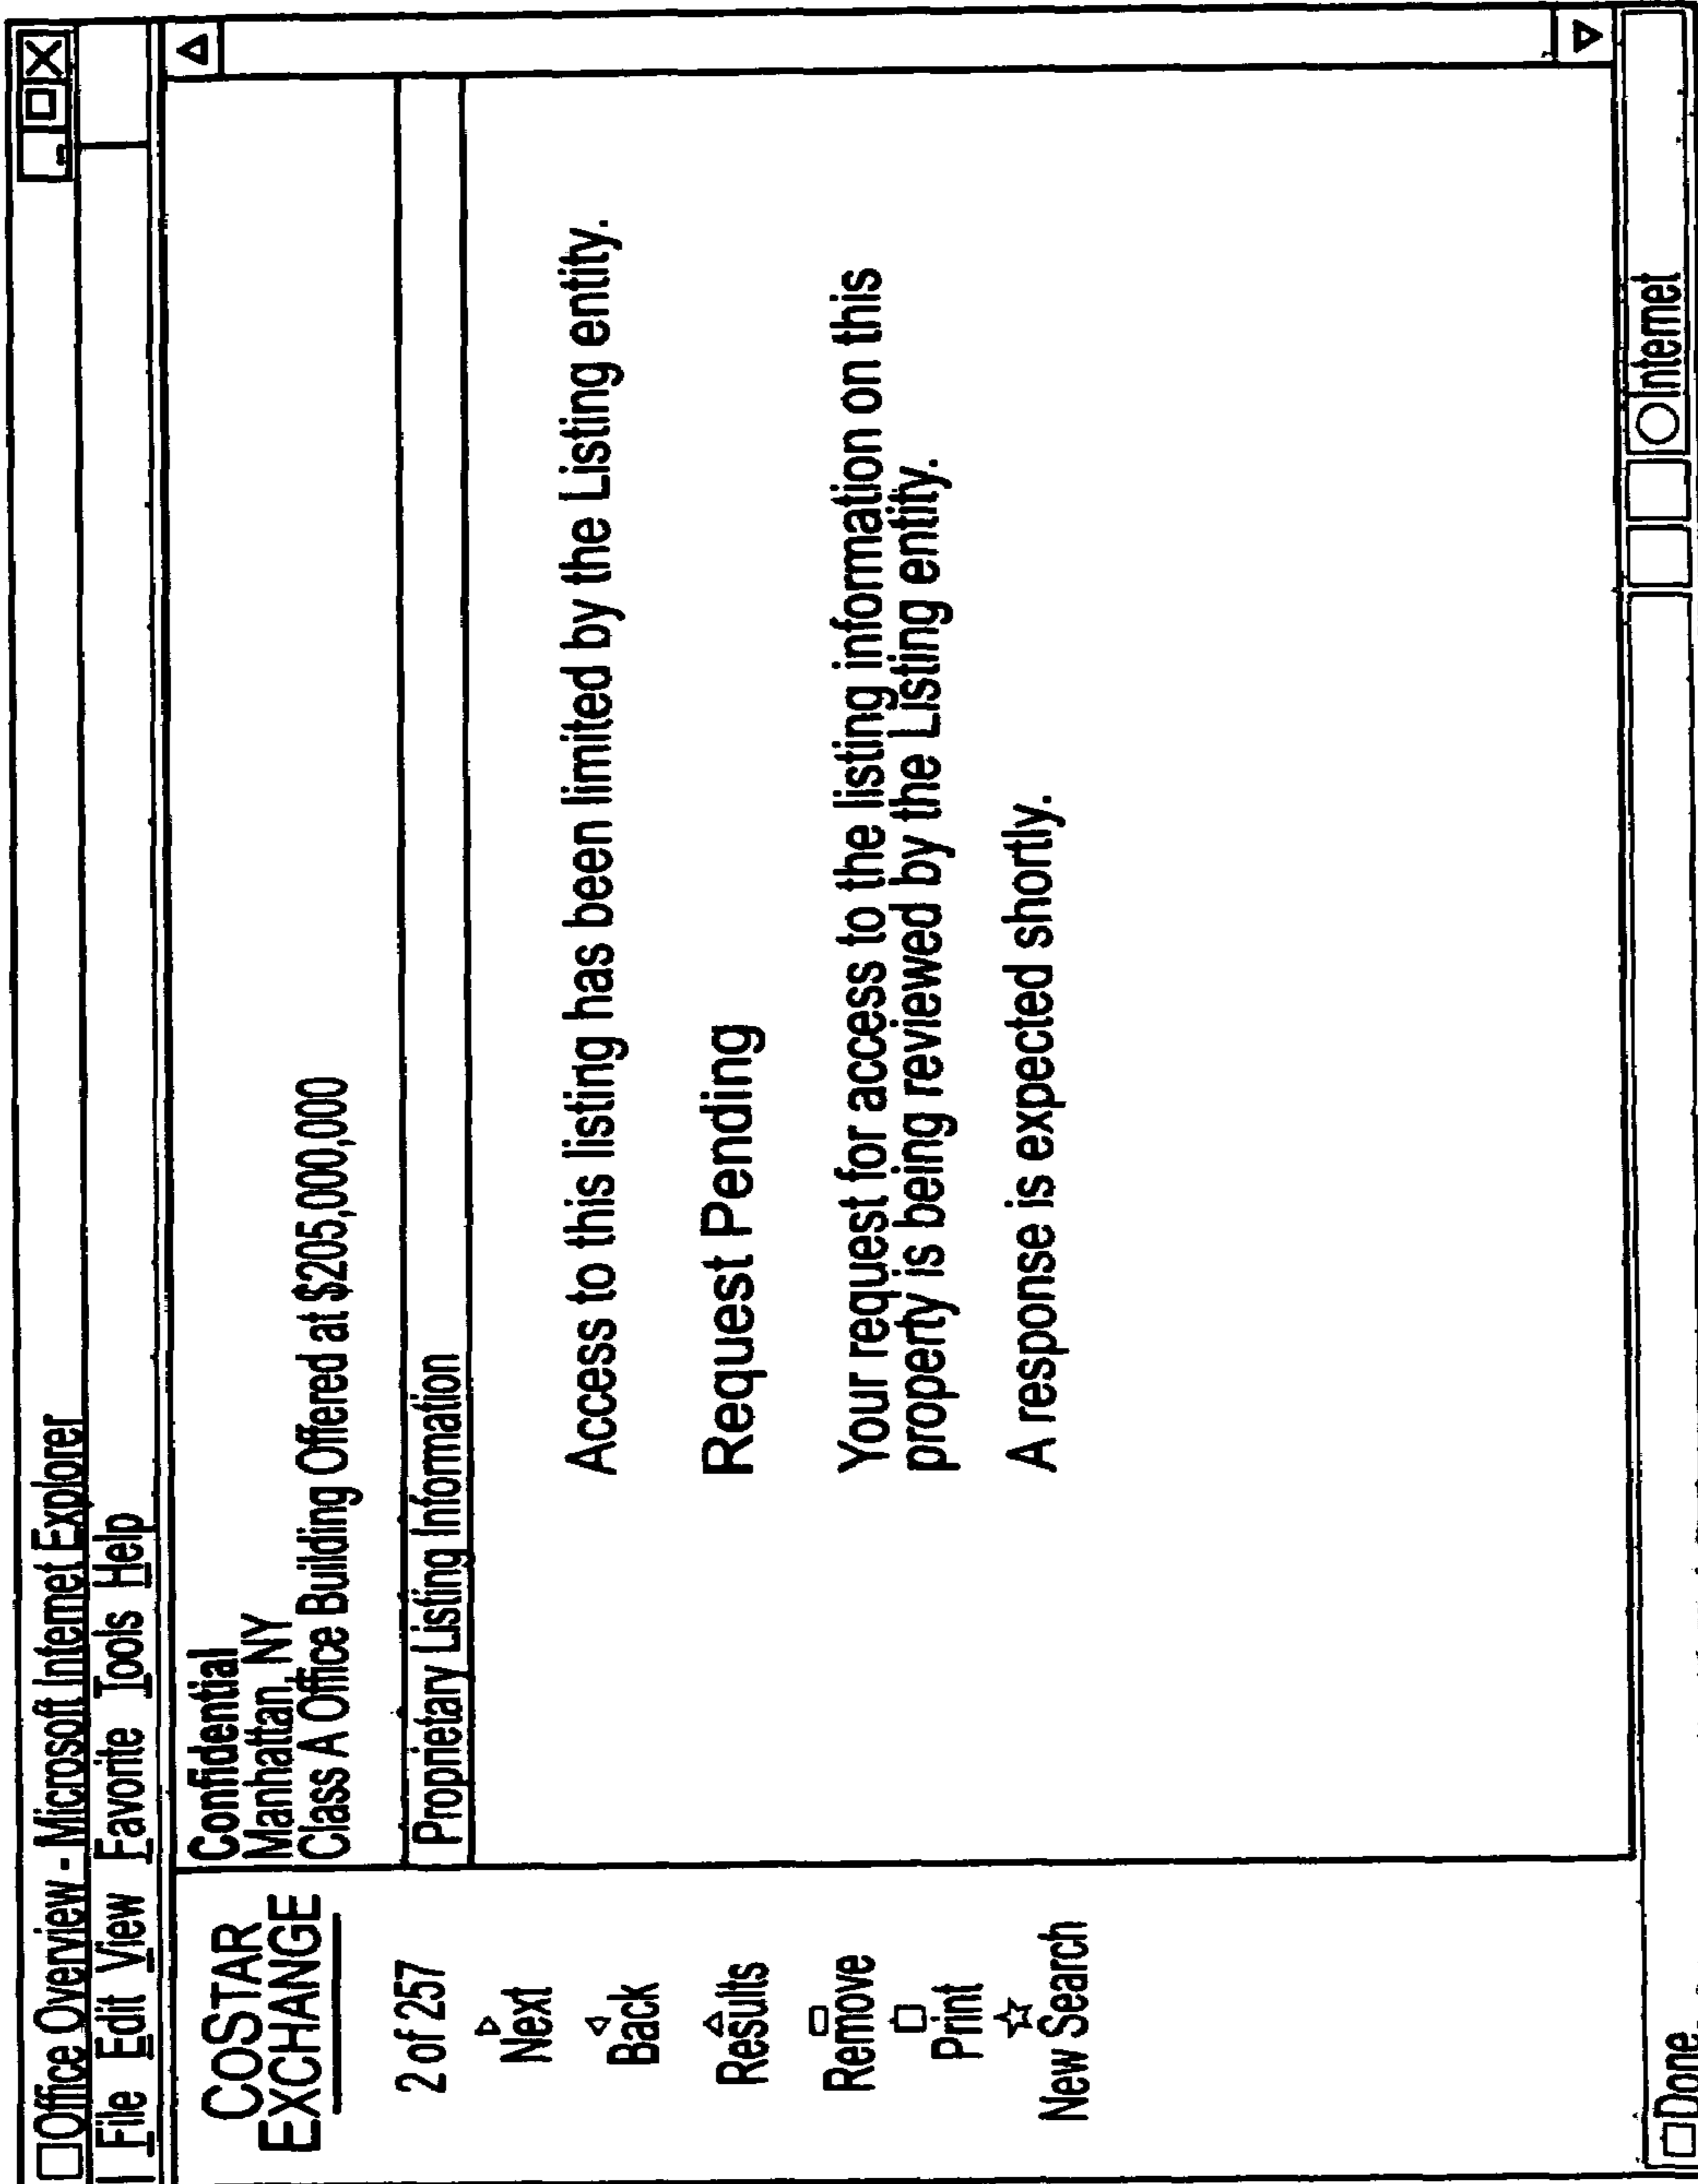 Office Overview - Microsoft Internet Explorer
File Edit View Favorite Tools Help
COSTAR
EXCHANGE
2 of 257
Next
Back
Results
Remove
Print
New Search
Confidential
Manhattan, NY
Class A Office Building Offered at $205,000,000
Proprietary Listing Information
Access to this listing has been limited by the Listing entity.
Request Pending
Your request for access to the listing information on this
property is being reviewed by the Listing entity.
A response is expected shortly.
Done
Internet